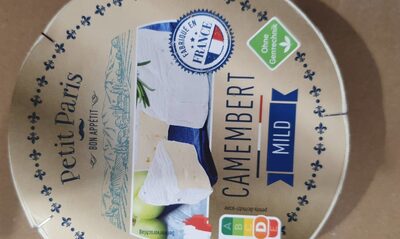 Petit Paris
BON APPÉTIT
FABRIQUÉ EN
FRANCE
Ohne
Gentechnik
CAMEMBERT
MILD
A B C D E